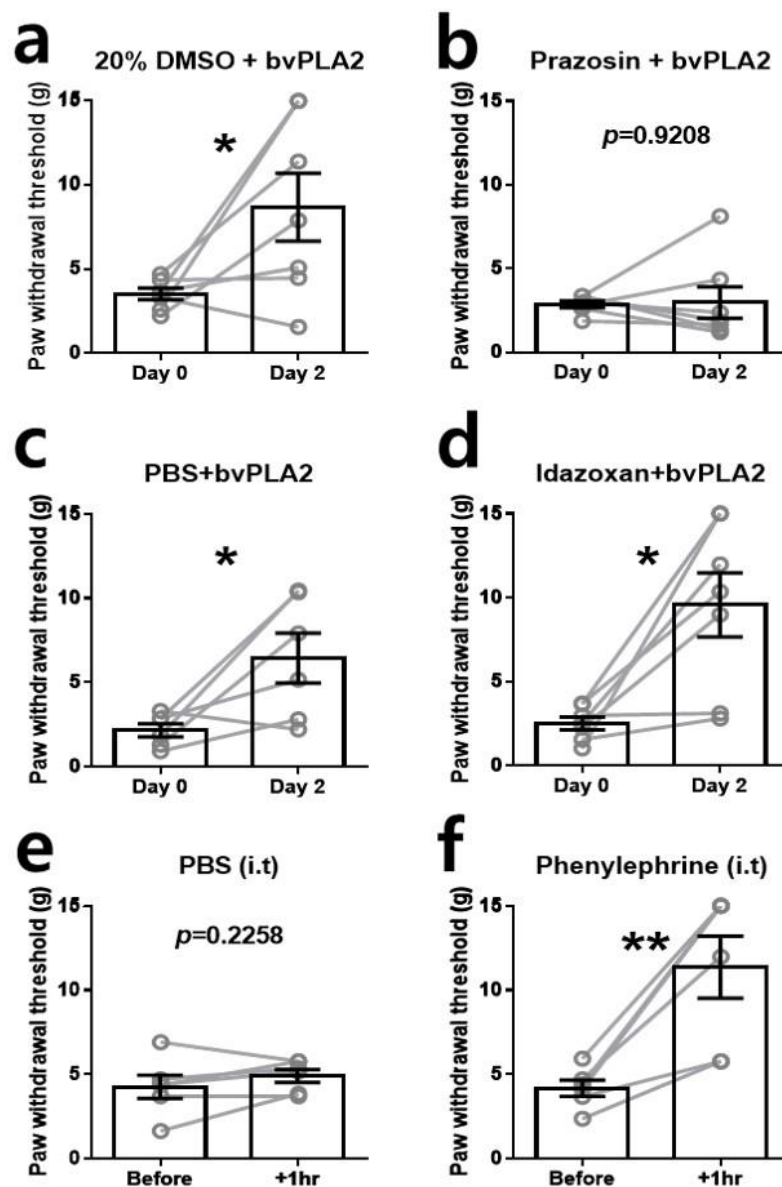 a
20% DMSO + bvPLA2
Paw withdrawal threshold (g)
15
10
5
0
*
Day 0 Day 2
b
Prazosin + bvPLA2
15
10
5
0
p=0.9208
Day 0 Day 2
c
PBS+bvPLA2
Paw withdrawal threshold (g)
15
10
5
0
*
Day 0 Day 2
d
Idazoxan+bvPLA2
Paw withdrawal threshold (g)
15
10
5
0
*
Day 0 Day 2
e
PBS (i.t)
Paw withdrawal threshold (g)
15
10
5
0
p=0.2258
Before +1hr
f
Phenylephrine (i.t)
Paw withdrawal threshold (g)
15
10
5
0
**
Before +1hr